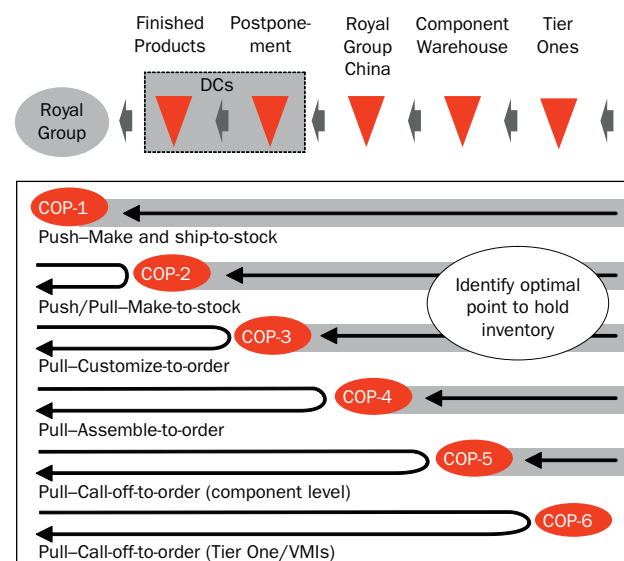 Finished
Products
Postpone-
ment
Royal
Group
China
Component
Warehouse
Tier
Ones
DCs
Royal
Group
COP-1
Push–Make and ship-to-stock
COP-2
Push/Pull–Make-to-stock
Identify optimal
point to hold
inventory
COP-3
Pull–Customize-to-order
COP-4
Pull–Assemble-to-order
COP-5
Pull–Call-off-to-order (component level)
COP-6
Pull–Call-off-to-order (Tier One/VMIs)